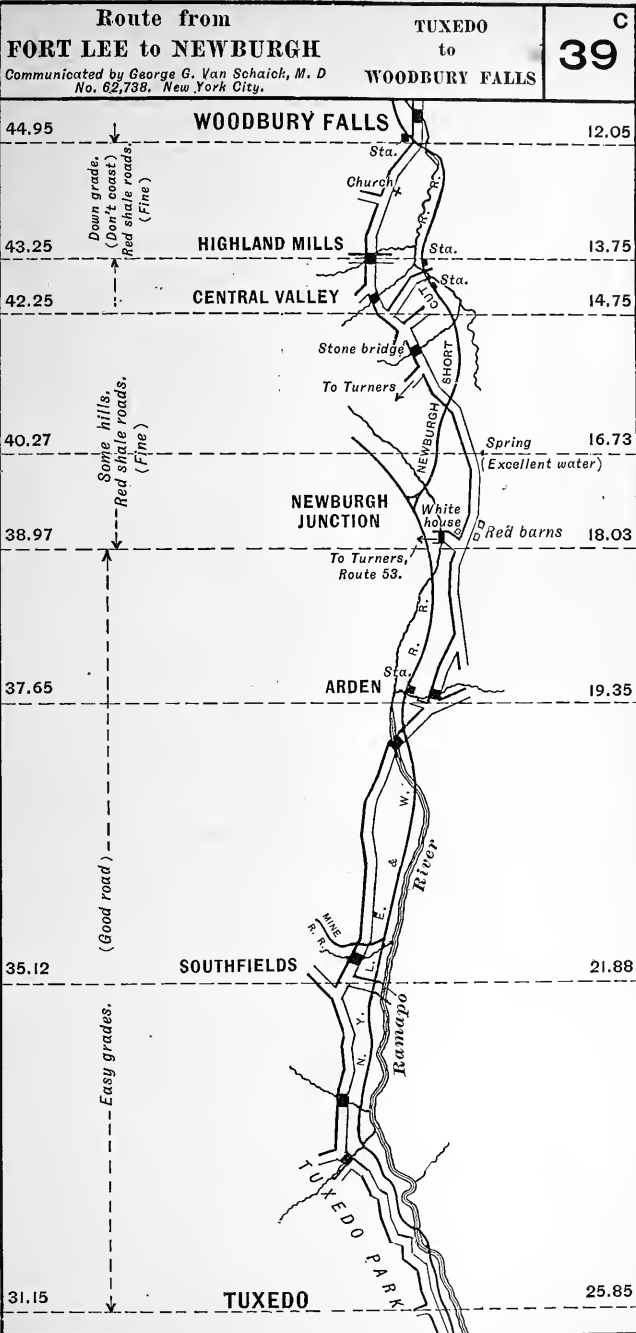 Route from
FORT LEE to NEWBURGH
Communicated by George G. Van Schaick, M. D
No. 62,738. New York City.
TUXEDO
to
WOODBURY FALLS
C
39
44.95
WOODBURY FALLS
12.05
Sta.
Down grade.
(Don't coast)
Red shale roads.
(Fine)
Church
R. R.
43.25
HIGHLAND MILLS
Sta.
13.75
Sta.
42.25
CENTRAL VALLEY
CUT
14.75
Stone bridge
SHORT
To Turners
NEWBURGH
Some hills.
Red shale roads.
(Fine)
40.27
Spring
16.73
(Excellent water)
NEWBURGH
JUNCTION
White
house
Red barns
38.97
18.03
To Turners,
Route 53.
R. R.
Sta.
37.65
ARDEN
19.35
W.
&
River
E.
(Good road)
MINE
R. R.
L.
35.12
SOUTHFIELDS
21.88
Y.
Ramapo
N.
Easy grades.
TUXEDO PARK
31.15
TUXEDO
25.85